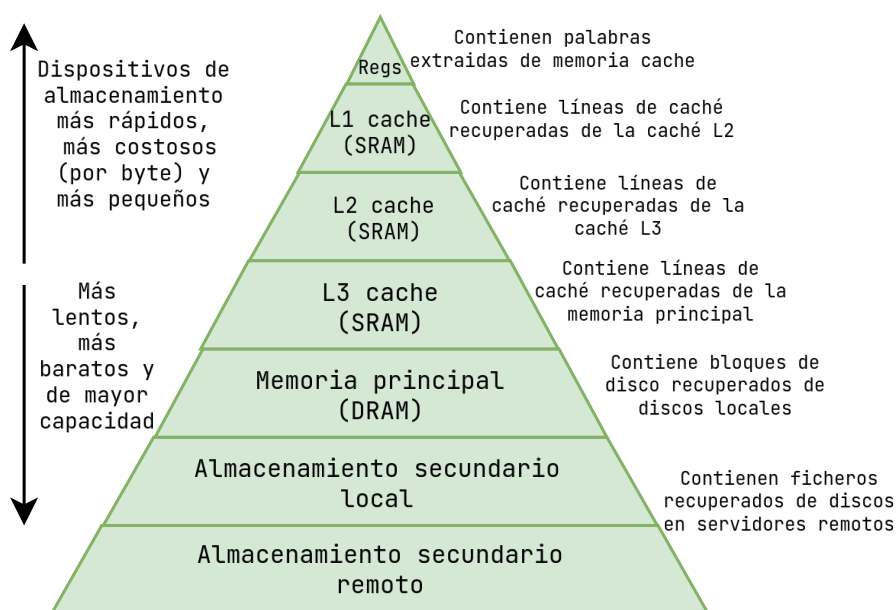 Dispositivos de
almacenamiento
más rápidos,
más costosos
(por byte) y
más pequeños
Más
lentos,
más
baratos y
de mayor
capacidad
Regs
L1 cache
(SRAM)
L2 cache
(SRAM)
L3 cache
(SRAM)
Memoria principal
(DRAM)
Almacenamiento secundario
local
Almacenamiento secundario
remoto
Contienen palabras
extraidas de memoria cache
Contiene líneas de caché
recuperadas de la caché L2
Contiene líneas de
caché recuperadas de la
caché L3
Contiene líneas de
caché recuperadas de la
memoria principal
Contiene bloques de
disco recuperados de
discos locales
Contienen ficheros
recuperados de discos
en servidores remotos